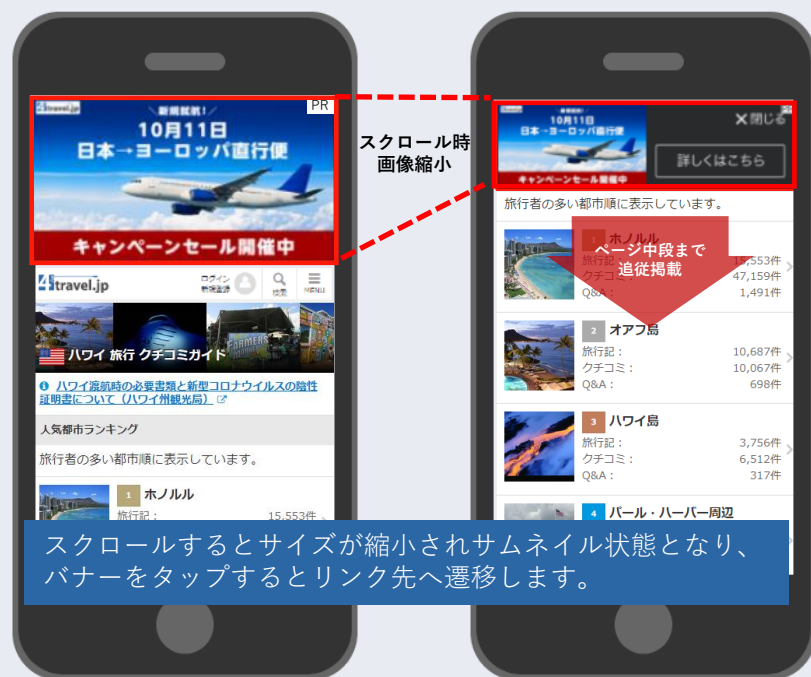 4travel.jp
PR
新規就航!
10月11日
日本→ヨーロッパ直行便
キャンペーンセール開催中
4travel.jp
ログイン
新規登録
検索
MENU
ハワイ 旅行 クチコミガイド
FARMERS
ハワイ渡航時の必要書類と新型コロナウイルスの陰性
証明書について(ハワイ州観光局)
人気都市ランキング
旅行者の多い都市順に表示しています。
1 ホノルル
旅行記: 15,553件
スクロール時
画像縮小
新規就航!
10月11日
日本→ヨーロッパ直行便
キャンペーンセール開催中
×閉じる
詳しくはこちら
旅行者の多い都市順に表示しています。
1 ホノルル
旅行記: 15,553件
47,159件
Q&A: 1,491件
ページ中段まで
追従掲載
2 オアフ島
旅行記: 10,687件
クチコミ: 10,067件
Q&A: 698件
3 ハワイ島
旅行記: 3,756件
クチコミ: 6,512件
Q&A: 317件
4 パール・ハーバー周辺
スクロールするとサイズが縮小されサムネイル状態となり、
バナーをタップするとリンク先へ遷移します。